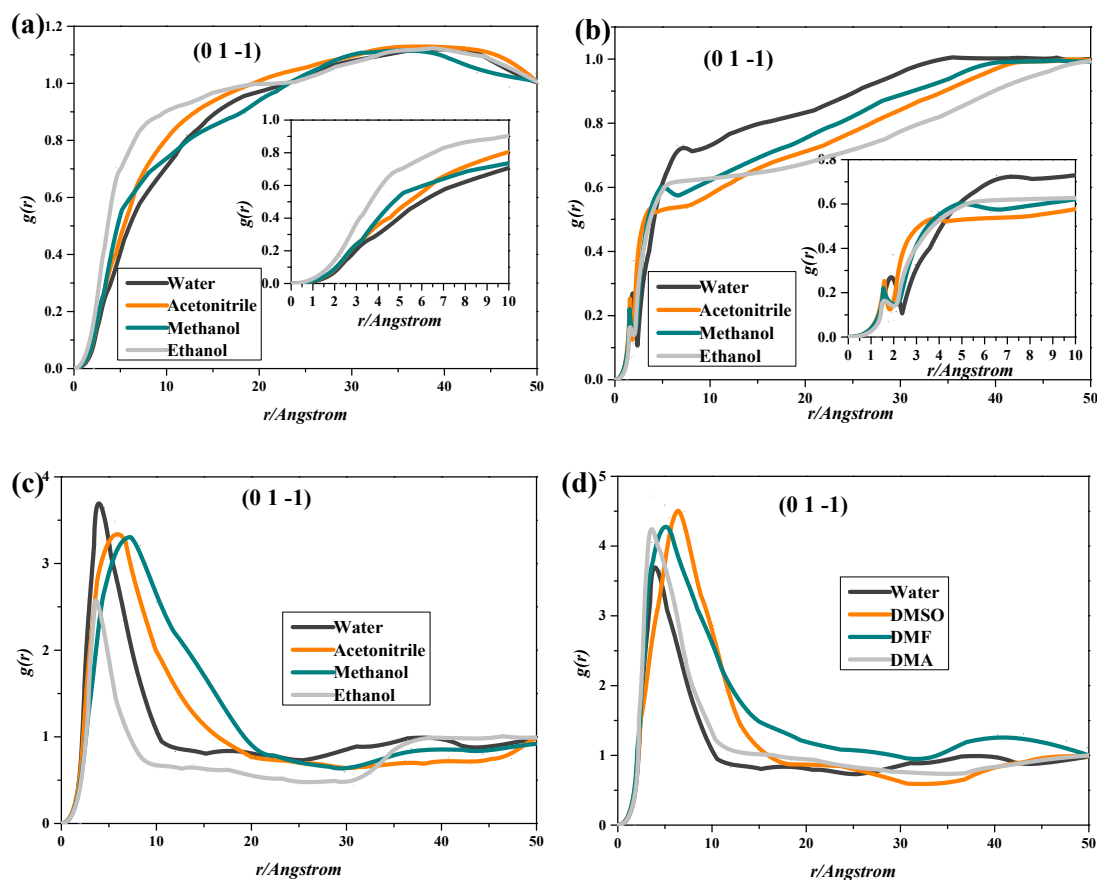 (a)
(0 1 -1)
g(r)
1.2
1.0
0.8
0.6
0.4
0.2
0.0
0
10
20
30
40
50
r/Angstrom
Water
Acetonitrile
Methanol
Ethanol
g(r)
1.0
0.8
0.6
0.4
0.2
0.0
0 1 2 3 4 5 6 7 8 9 10
r/Angstrom
(b)
(0 1 -1)
g(r)
1.0
0.8
0.6
0.4
0.2
0.0
0
10
20
30
40
50
r/Angstrom
Water
Acetonitrile
Methanol
Ethanol
g(r)
0.8
0.6
0.4
0.2
0.0
0 1 2 3 4 5 6 7 8 9 10
r/Angstrom
(c)
(0 1 -1)
g(r)
4
3
2
1
0
0
10
20
30
40
50
r/Angstrom
Water
Acetonitrile
Methanol
Ethanol
(d)
(0 1 -1)
g(r)
5
4
3
2
1
0
0
10
20
30
40
50
r/Angstrom
Water
DMSO
DMF
DMA